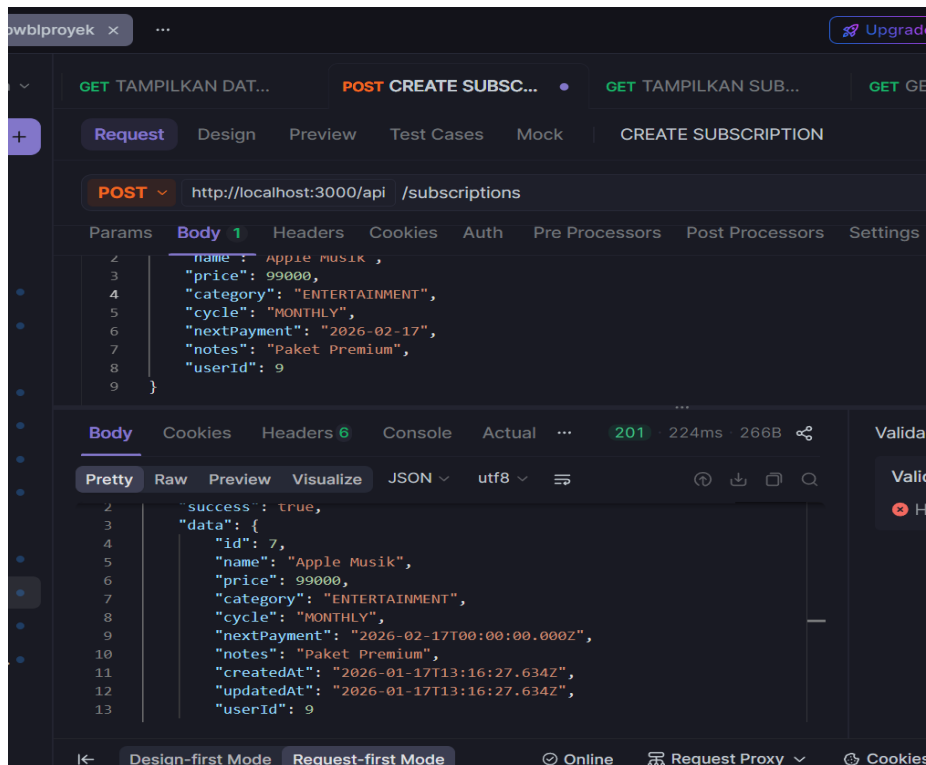 owblproyek × ···
Upgrade
GET TAMPILKAN DAT... POST CREATE SUBSC... GET TAMPILKAN SUB... GET GE
+ Request Design Preview Test Cases Mock CREATE SUBSCRIPTION
POST http://localhost:3000/api /subscriptions
Params Body 1 Headers Cookies Auth Pre Processors Post Processors Settings
2 "name": "Apple Musik",
3 "price": 99000,
4 "category": "ENTERTAINMENT",
5 "cycle": "MONTHLY",
6 "nextPayment": "2026-02-17",
7 "notes": "Paket Premium",
8 "userId": 9
9 }
Body Cookies Headers 6 Console Actual ··· 201 224ms 266B Valida
Pretty Raw Preview Visualize JSON utf8 Valid
2 "success": true,
3 "data": {
4 "id": 7,
5 "name": "Apple Musik",
6 "price": 99000,
7 "category": "ENTERTAINMENT",
8 "cycle": "MONTHLY",
9 "nextPayment": "2026-02-17T00:00:00.000Z",
10 "notes": "Paket Premium",
11 "createdAt": "2026-01-17T13:16:27.634Z",
12 "updatedAt": "2026-01-17T13:16:27.634Z",
13 "userId": 9
Design-first Mode Request-first Mode Online Request Proxy Cookies